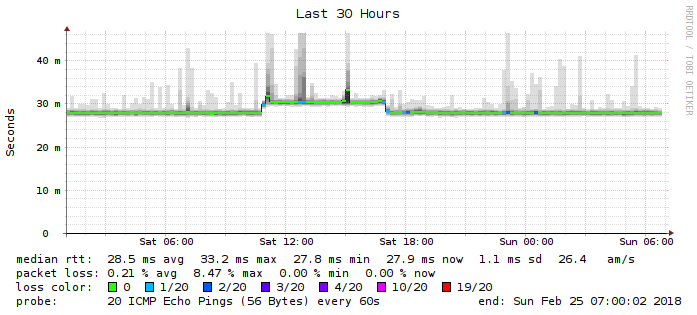 Last 30 Hours
RRDTOOL / TOBI OETIKER
Seconds
40 m
30 m
20 m
10 m
0
Sat 06:00 Sat 12:00 Sat 18:00 Sun 00:00 Sun 06:00
median rtt: 28.5 ms avg 33.2 ms max 27.8 ms min 27.9 ms now 1.1 ms sd 26.4 am/s
packet loss: 0.21 % avg 8.47 % max 0.00 % min 0.00 % now
loss color: 0 1/20 2/20 3/20 4/20 10/20 19/20
probe: 20 ICMP Echo Pings (56 Bytes) every 60s end: Sun Feb 25 07:00:02 2018